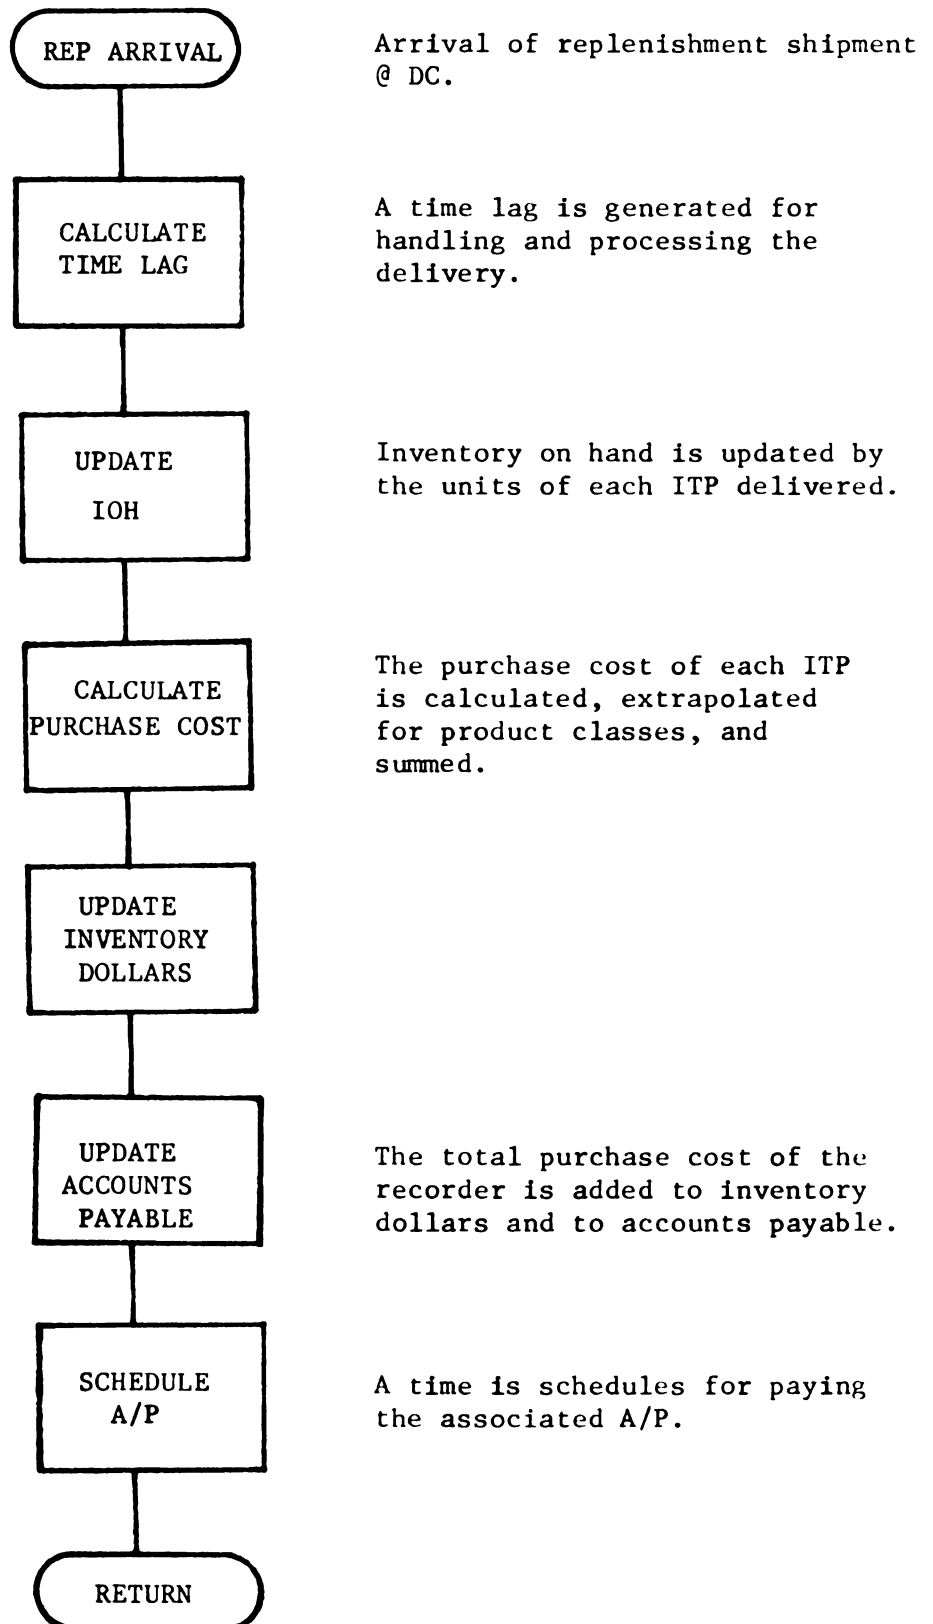 REP ARRIVAL
Arrival of replenishment shipment
@ DC.
CALCULATE
TIME LAG
A time lag is generated for
handling and processing the
delivery.
UPDATE
IOH
Inventory on hand is updated by
the units of each ITP delivered.
CALCULATE
PURCHASE COST
The purchase cost of each ITP
is calculated, extrapolated
for product classes, and
summed.
UPDATE
INVENTORY
DOLLARS
UPDATE
ACCOUNTS
PAYABLE
The total purchase cost of the
recorder is added to inventory
dollars and to accounts payable.
SCHEDULE
A/P
A time is schedules for paying
the associated A/P.
RETURN